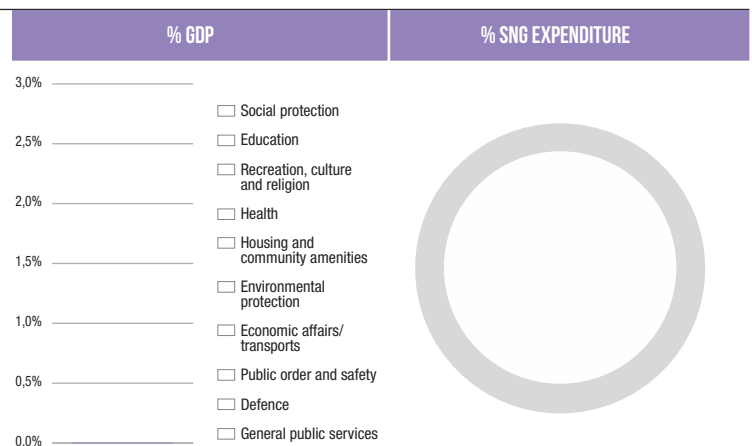 % GDP
% SNG EXPENDITURE
3,0%
2,5%
2,0%
1,5%
1,0%
0,5%
0,0%
Social protection
Education
Recreation, culture
and religion
Health
Housing and
community amenities
Environmental
protection
Economic affairs/
transports
Public order and safety
Defence
General public services